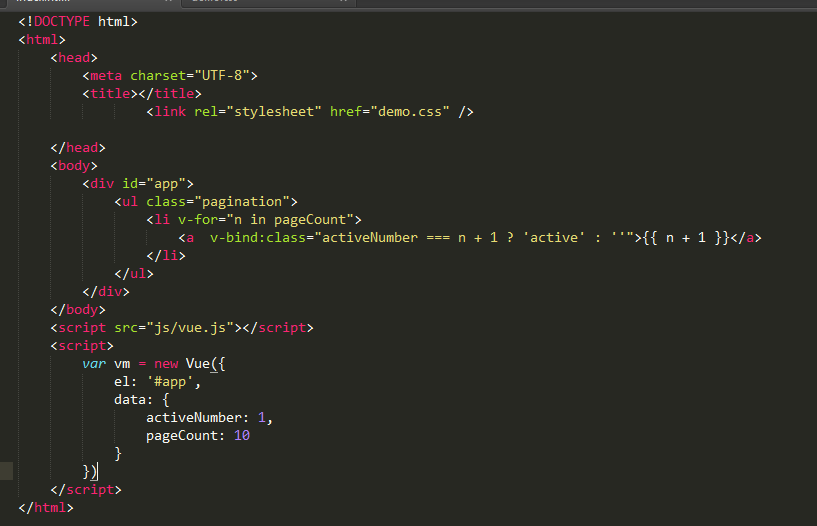 <!DOCTYPE html>
<html>
    <head>
        <meta charset="UTF-8">
        <title></title>
                <link rel="stylesheet" href="demo.css" />

    </head>
    <body>
        <div id="app">
            <ul class="pagination">
                <li v-for="n in pageCount">
                    <a  v-bind:class="activeNumber === n + 1 ? 'active' : ''">{{ n + 1 }}</a>
                </li>
            </ul>
        </div>
    </body>
    <script src="js/vue.js"></script>
    <script>
        var vm = new Vue({
            el: '#app',
            data: {
                activeNumber: 1,
                pageCount: 10
            }
        })
    </script>
</html>